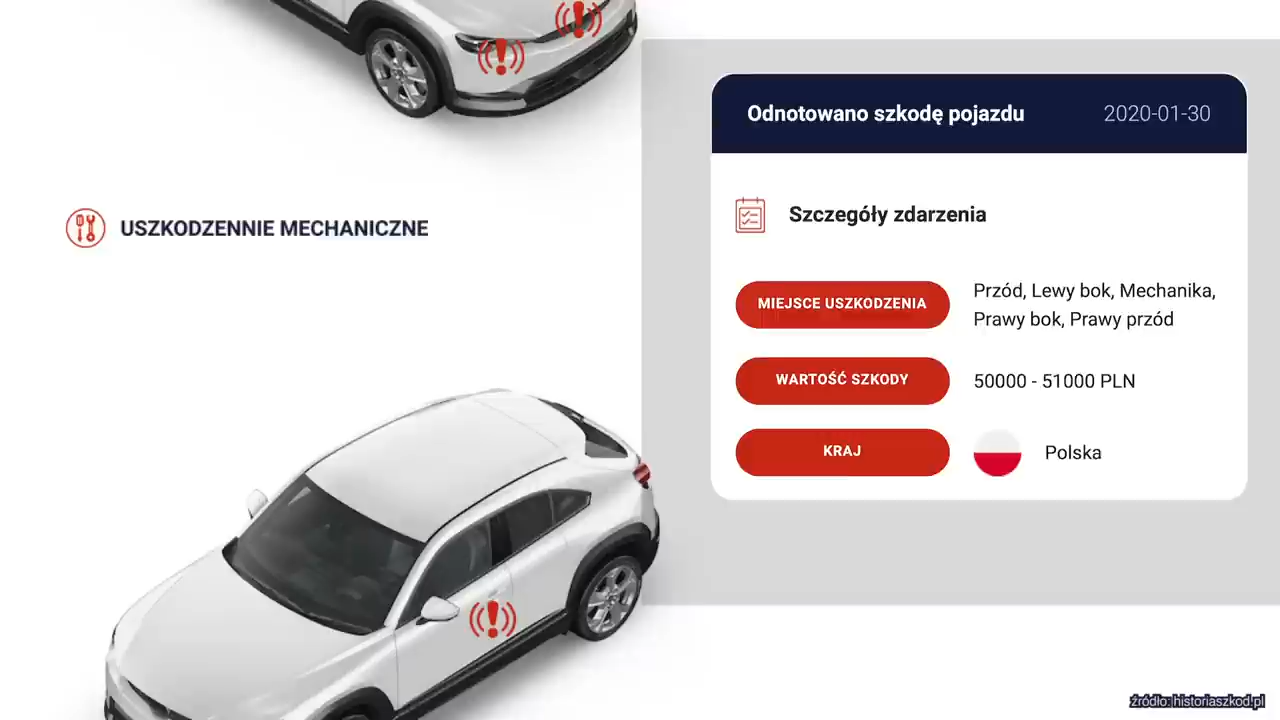 Odnotowano szkodę pojazdu 2020-01-30
Szczegóły zdarzenia
USZKODZENNIE MECHANICZNE
MIEJSCE USZKODZENIA
Przód, Lewy bok, Mechanika,
Prawy bok, Prawy przód
WARTOŚĆ SZKODY
50000 - 51000 PLN
KRAJ
Polska
źródło: historiaszkod.pl